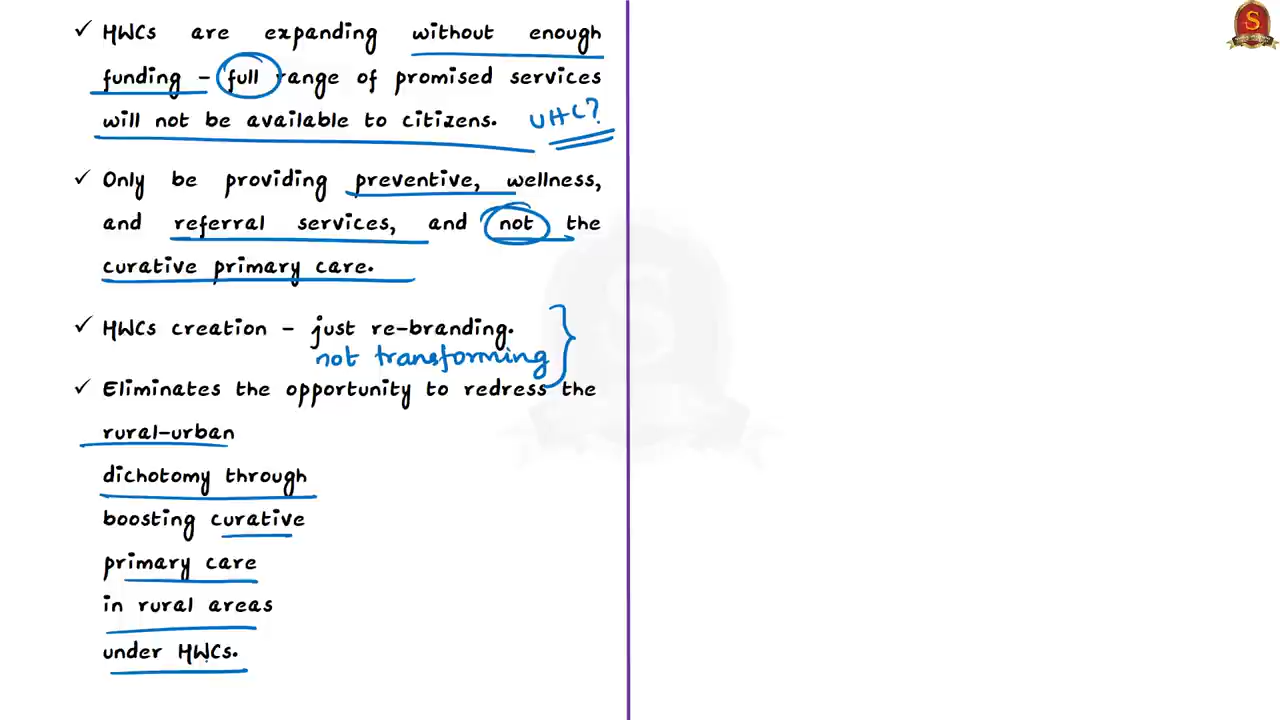 ✓ HWCs are expanding without enough
funding - full range of promised services
will not be available to citizens. UHC?
✓ Only be providing preventive, wellness,
and referral services, and not the
curative primary care.
✓ HWCs creation - just re-branding.
not transforming
✓ Eliminates the opportunity to redress the
rural-urban
dichotomy through
boosting curative
primary care
in rural areas
under HWCs.
S